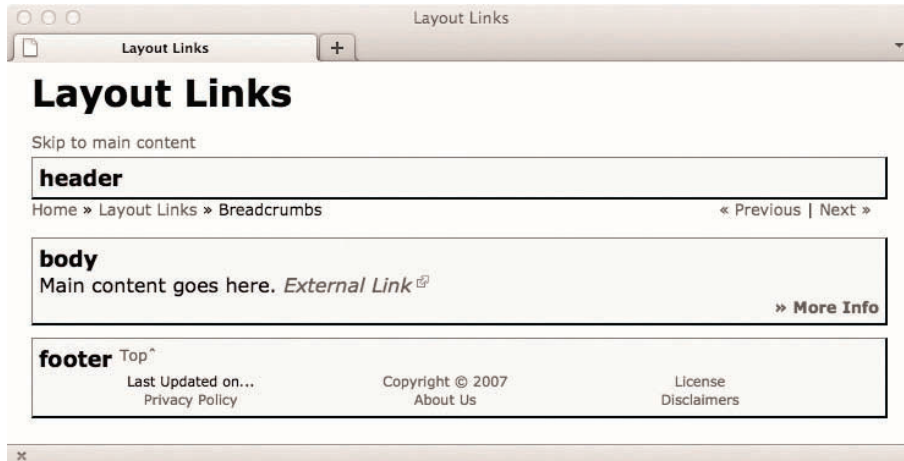 Layout Links
Layout Links
Layout Links
Skip to main content
header
Home » Layout Links » Breadcrumbs « Previous | Next »
body
Main content goes here. External Link
» More Info
footer Top^
Last Updated on... Copyright © 2007 License
Privacy Policy About Us Disclaimers